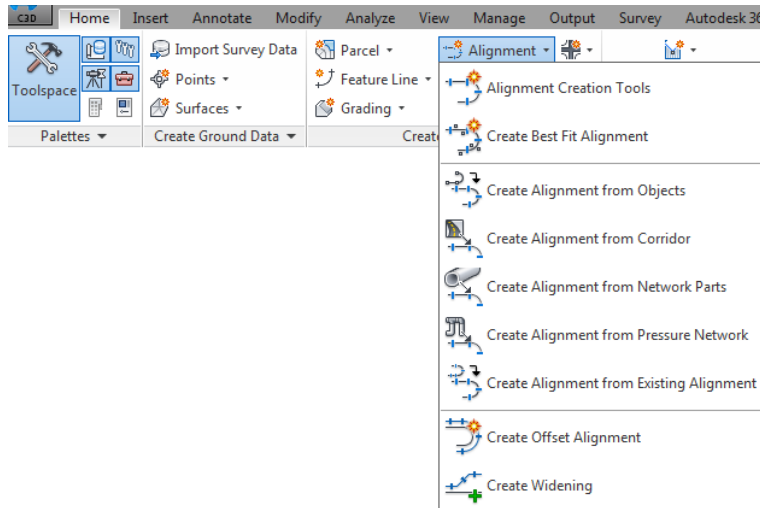 C3D Home Insert Annotate Modify Analyze View Manage Output Survey Autodesk 36
Toolspace Import Survey Data Parcel Alignment
Points Feature Line
Surfaces Grading
Palettes Create Ground Data Creat
Alignment Creation Tools
Create Best Fit Alignment
Create Alignment from Objects
Create Alignment from Corridor
Create Alignment from Network Parts
Create Alignment from Pressure Network
Create Alignment from Existing Alignment
Create Offset Alignment
Create Widening